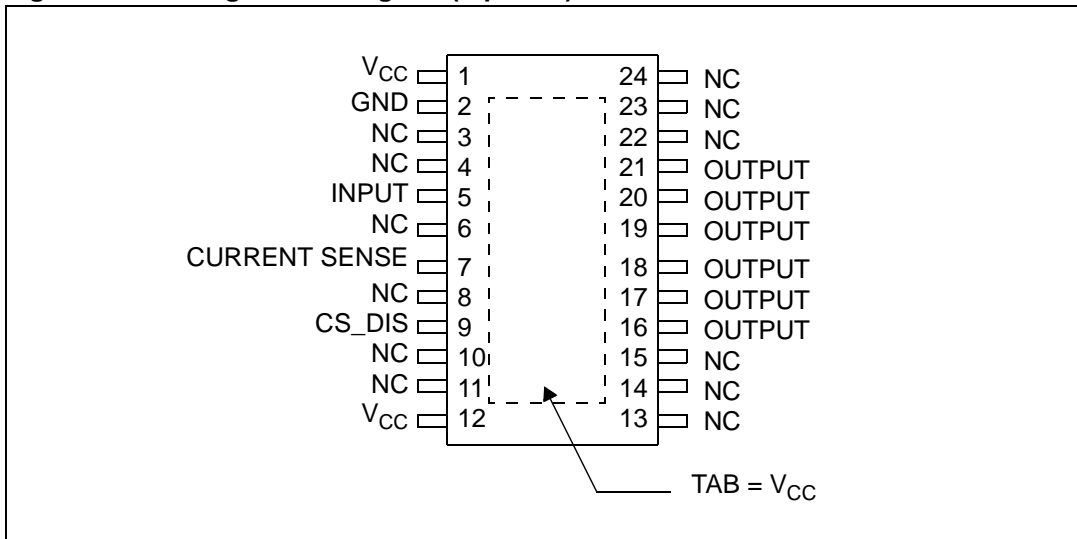 V_CC 1 24 NC
GND 2 23 NC
NC 3 22 NC
NC 4 21 OUTPUT
INPUT 5 20 OUTPUT
NC 6 19 OUTPUT
CURRENT SENSE 7 18 OUTPUT
NC 8 17 OUTPUT
CS_DIS 9 16 OUTPUT
NC 10 15 NC
NC 11 14 NC
V_CC 12 13 NC
TAB = V_CC